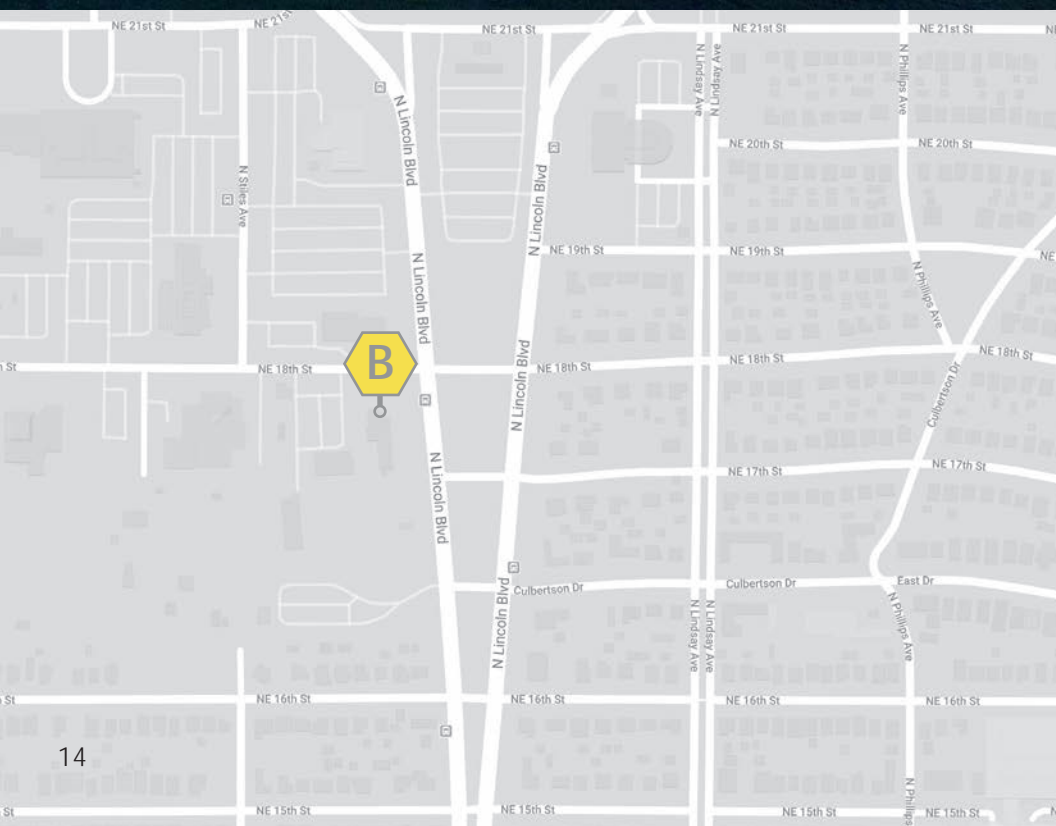 NE 21st St
NE 21st
NE 21st St
NE 21st St
NE 21st St
N Lincoln Blvd
N Lindsay Ave
N Lindsay Ave
N Phillips Ave
NE 20th St
NE 20th St
N Stiles Ave
N Lincoln Blvd
NE 19th St
NE 19th St
NE
N Lincoln Blvd
N Phillips Ave
St
NE 18th St
B
NE 18th St
NE 18th St
NE 18th St
N Lincoln Blvd
Culbertson Dr
N Lincoln Blvd
NE 17th St
NE 17th St
Culbertson Dr
Culbertson Dr
East Dr
N Lincoln Blvd
N Lindsay Ave
N Lindsay Ave
N Phillips Ave
St
NE 16th St
NE 16th St
NE 16th St
NE 16th St
14
N Phillips
St
NE 15th St
NE 15th St
NE 15th St
NE 15th St